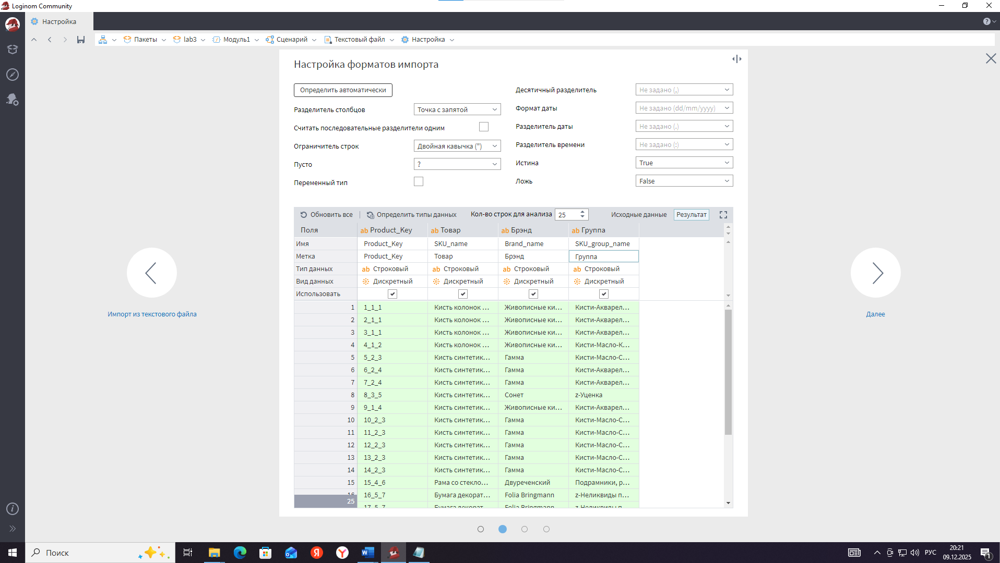 Loginom Community
Настройка
Пакеты lab3 Модуль1 Сценарий Текстовый файл Настройка
Настройка форматов импорта
Определить автоматически
Разделитель столбцов Точка с запятой
Считать последовательные разделители одним
Ограничитель строк Двойная кавычка (")
Пусто ?
Переменный тип
Десятичный разделитель Не задано (,)
Формат даты Не задано (dd/mm/yyyy)
Разделитель даты Не задано (.)
Разделитель времени Не задано (:)
Истина True
Ложь False
Обновить все Определить типы данных Кол-во строк для анализа 25 Исходные данные Результат
Поля ab Product_Key ab Товар ab Брэнд ab Группа
Имя Product_Key SKU_name Brand_name SKU_group_name
Метка Product_Key Товар Брэнд Группа
Тип данных ab Строковый ab Строковый ab Строковый ab Строковый
Вид данных Дискретный Дискретный Дискретный Дискретный
Использовать
1 1_1_1 Кисть колонок ... Живописные ки... Кисти-Акварел...
2 2_1_1 Кисть колонок ... Живописные ки... Кисти-Акварел...
3 3_1_1 Кисть колонок ... Живописные ки... Кисти-Акварел...
4 4_1_2 Кисть колонок ... Живописные ки... Кисти-Масло-К...
5 5_2_3 Кисть синтетик... Гамма Кисти-Масло-С...
6 6_2_4 Кисть синтетик... Гамма Кисти-Акварел...
7 7_2_4 Кисть синтетик... Гамма Кисти-Акварел...
8 8_3_5 Кисть синтетик... Сонет z-Уценка
9 9_1_4 Кисть синтетик... Живописные ки... Кисти-Акварел...
10 10_2_3 Кисть синтетик... Гамма Кисти-Масло-С...
11 11_2_3 Кисть синтетик... Гамма Кисти-Масло-С...
12 12_2_3 Кисть синтетик... Гамма Кисти-Масло-С...
13 13_2_3 Кисть синтетик... Гамма Кисти-Масло-С...
14 14_2_3 Кисть синтетик... Гамма Кисти-Масло-С...
15 15_4_6 Рама со стекло... Двуреченский Подрамники, р...
16 16_5_7 Бумага декорат... Folia Bringmann z-Неликвиды п...
25 17_5_7 Бумага декорат... Folia Bringmann z-Неликвиды п...
Импорт из текстового файла
Далее
Поиск
РУС
20:21
09.12.2025
1